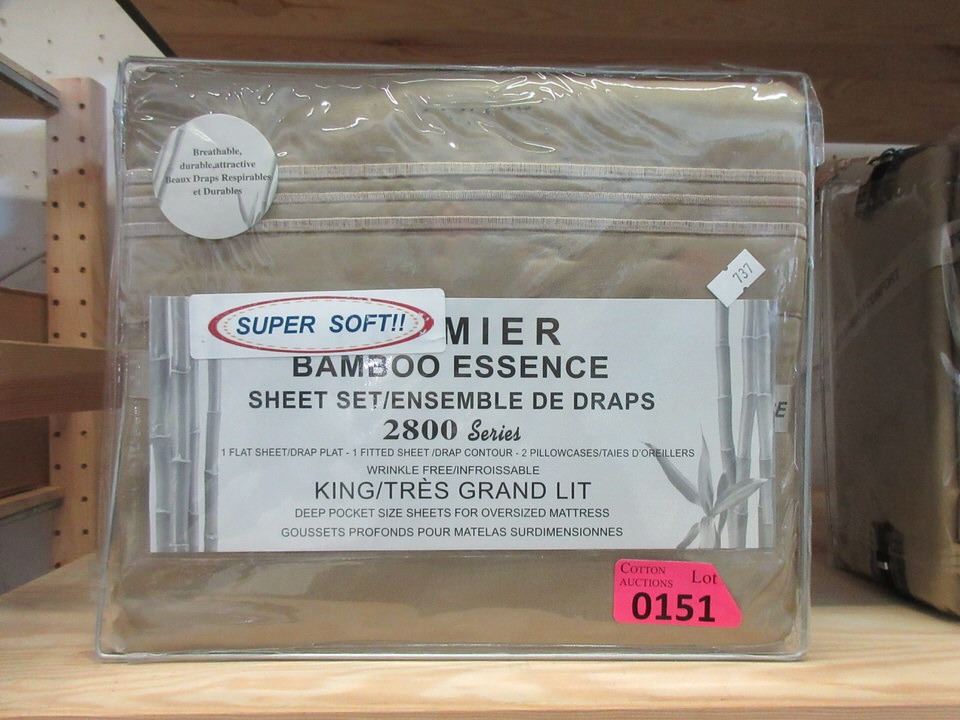 Breathable,
durable,attractive
Beaux Draps Respirables
et Durables
737
SUPER SOFT!!
MIER
BAMBOO ESSENCE
SHEET SET/ENSEMBLE DE DRAPS
2800 Series
1 FLAT SHEET/DRAP PLAT - 1 FITTED SHEET /DRAP CONTOUR - 2 PILLOWCASES/TAIES D'OREILLERS
WRINKLE FREE/INFROISSABLE
KING/TRÈS GRAND LIT
DEEP POCKET SIZE SHEETS FOR OVERSIZED MATTRESS
GOUSSETS PROFONDS POUR MATELAS SURDIMENSIONNES
COTTON
AUCTIONS Lot
0151